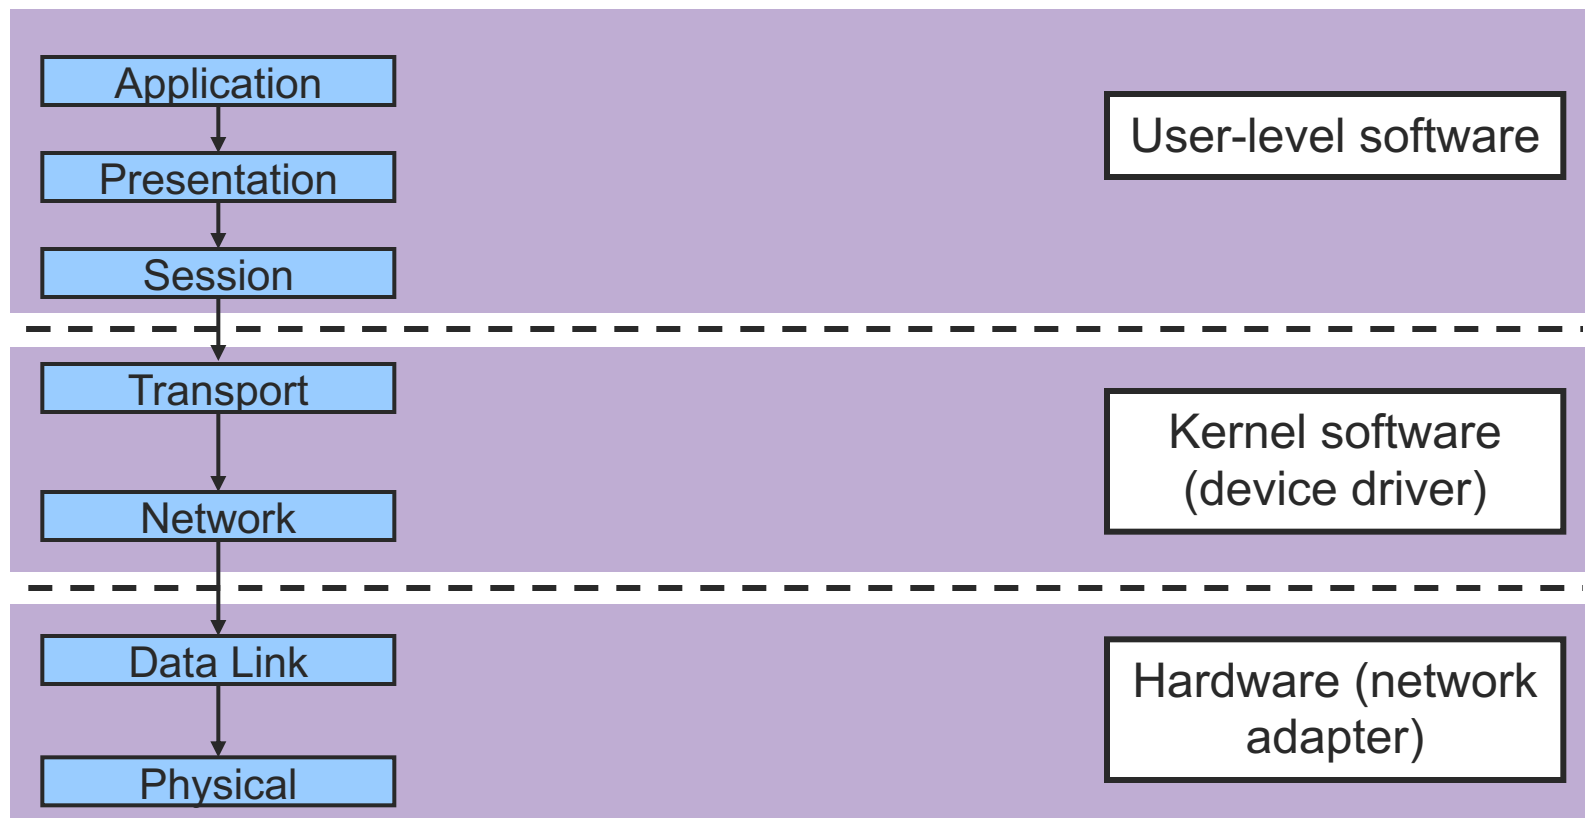 Application
Presentation
Session
User-level software
Transport
Network
Kernel software
(device driver)
Data Link
Physical
Hardware (network
adapter)